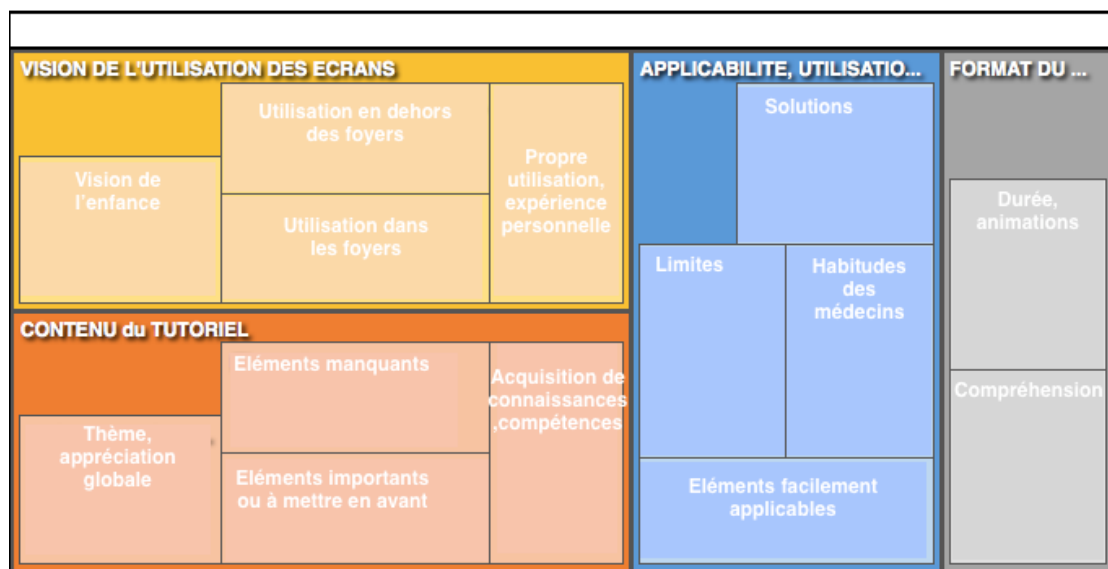 VISION DE L'UTILISATION DES ECRANS
Utilisation en dehors
des foyers
Propre
utilisation,
expérience
personnelle
Vision de
l'enfance
Utilisation dans
les foyers
CONTENU du TUTORIEL
Eléments manquants
Acquisition de
connaissances
,compétences
Thème,
appréciation
globale
Eléments importants
ou à mettre en avant
APPLICABILITE, UTILISATIO...
Solutions
Limites
Habitudes
des
médecins
Eléments facilement
applicables
FORMAT DU ...
Durée,
animations
Compréhension